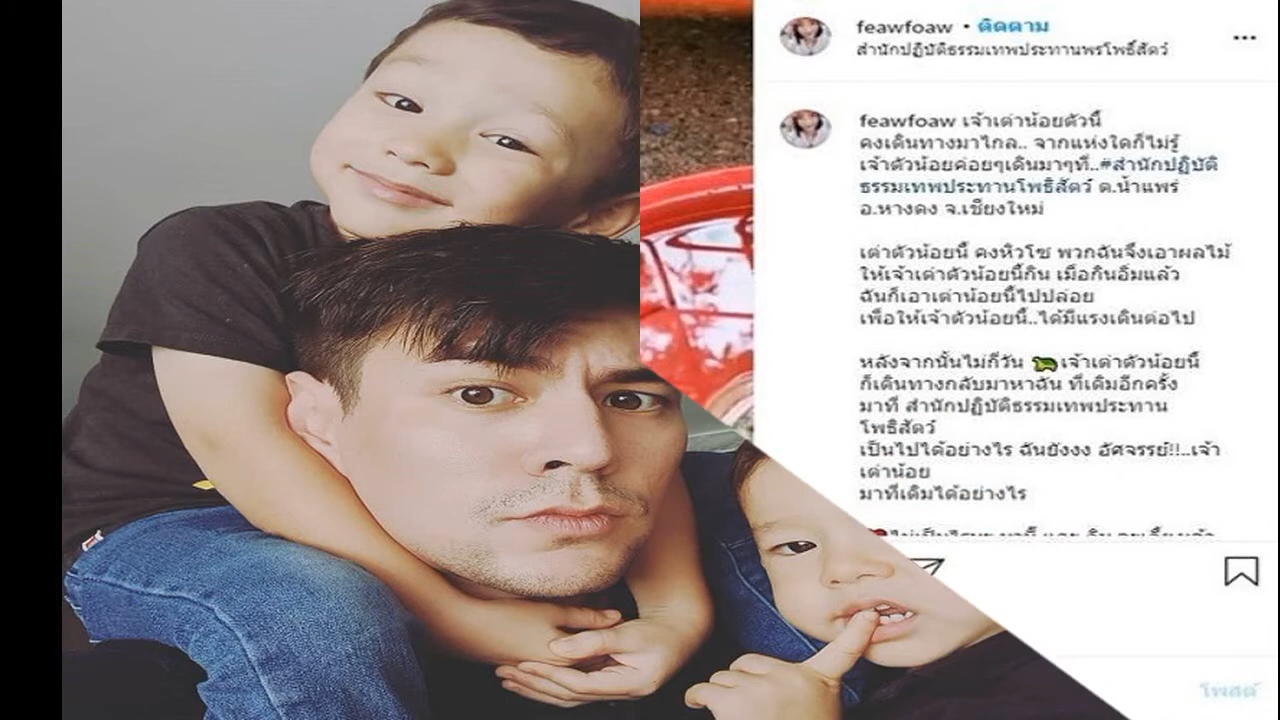 feawfoaw • ติดตาม
สำนักปฏิบัติธรรมเทพประทานพรโพธิ์สัตว์
feawfoaw เจ้าเต่าน้อยตัวนี้
คงเดินทางมาไกล.. จากแห่งใดก็ไม่รู้
เจ้าตัวน้อยค่อยๆเดินมาๆที่..#สำนักปฏิบัติ
ธรรมเทพประทานโพธิสัตว์ ต.น้ำแพร่
อ.หางดง จ.เชียงใหม่
เต่าตัวน้อยนี้ คงหิวโซ พวกฉันจึงเอาผลไม้
ให้เจ้าเต่าตัวน้อยนี้กิน เมื่อกินอิ่มแล้ว
ฉันก็เอาเต่าน้อยนี้ไปปล่อย
เพื่อให้เจ้าตัวน้อยนี้..ได้มีแรงเดินต่อไป
หลังจากนั้นไม่กี่วัน 🐢 เจ้าเต่าตัวน้อยนี้
ก็เดินทางกลับมาหาฉัน ที่เดิมอีกครั้ง
มาที่ สำนักปฏิบัติธรรมเทพประทาน
โพธิสัตว์
เป็นไปได้อย่างไร ฉันยังงง อัศจรรย์!!..เจ้า
เต่าน้อย
มาที่เดิมได้อย่างไร
โพสต์